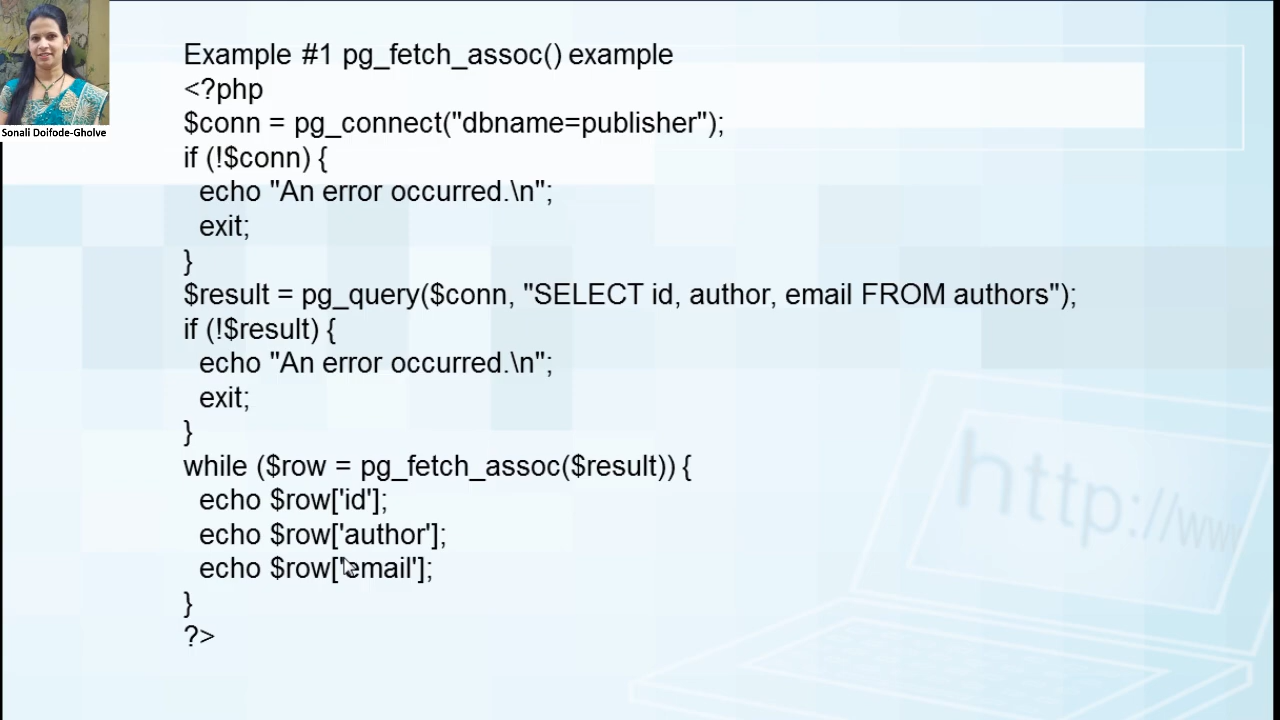 Sonali Doifode-Gholve
Example #1 pg_fetch_assoc() example
<?php
$conn = pg_connect("dbname=publisher");
if (!$conn) {
  echo "An error occurred.\n";
  exit;
}
$result = pg_query($conn, "SELECT id, author, email FROM authors");
if (!$result) {
  echo "An error occurred.\n";
  exit;
}
while ($row = pg_fetch_assoc($result)) {
  echo $row['id'];
  echo $row['author'];
  echo $row['email'];
}
?>
http://www